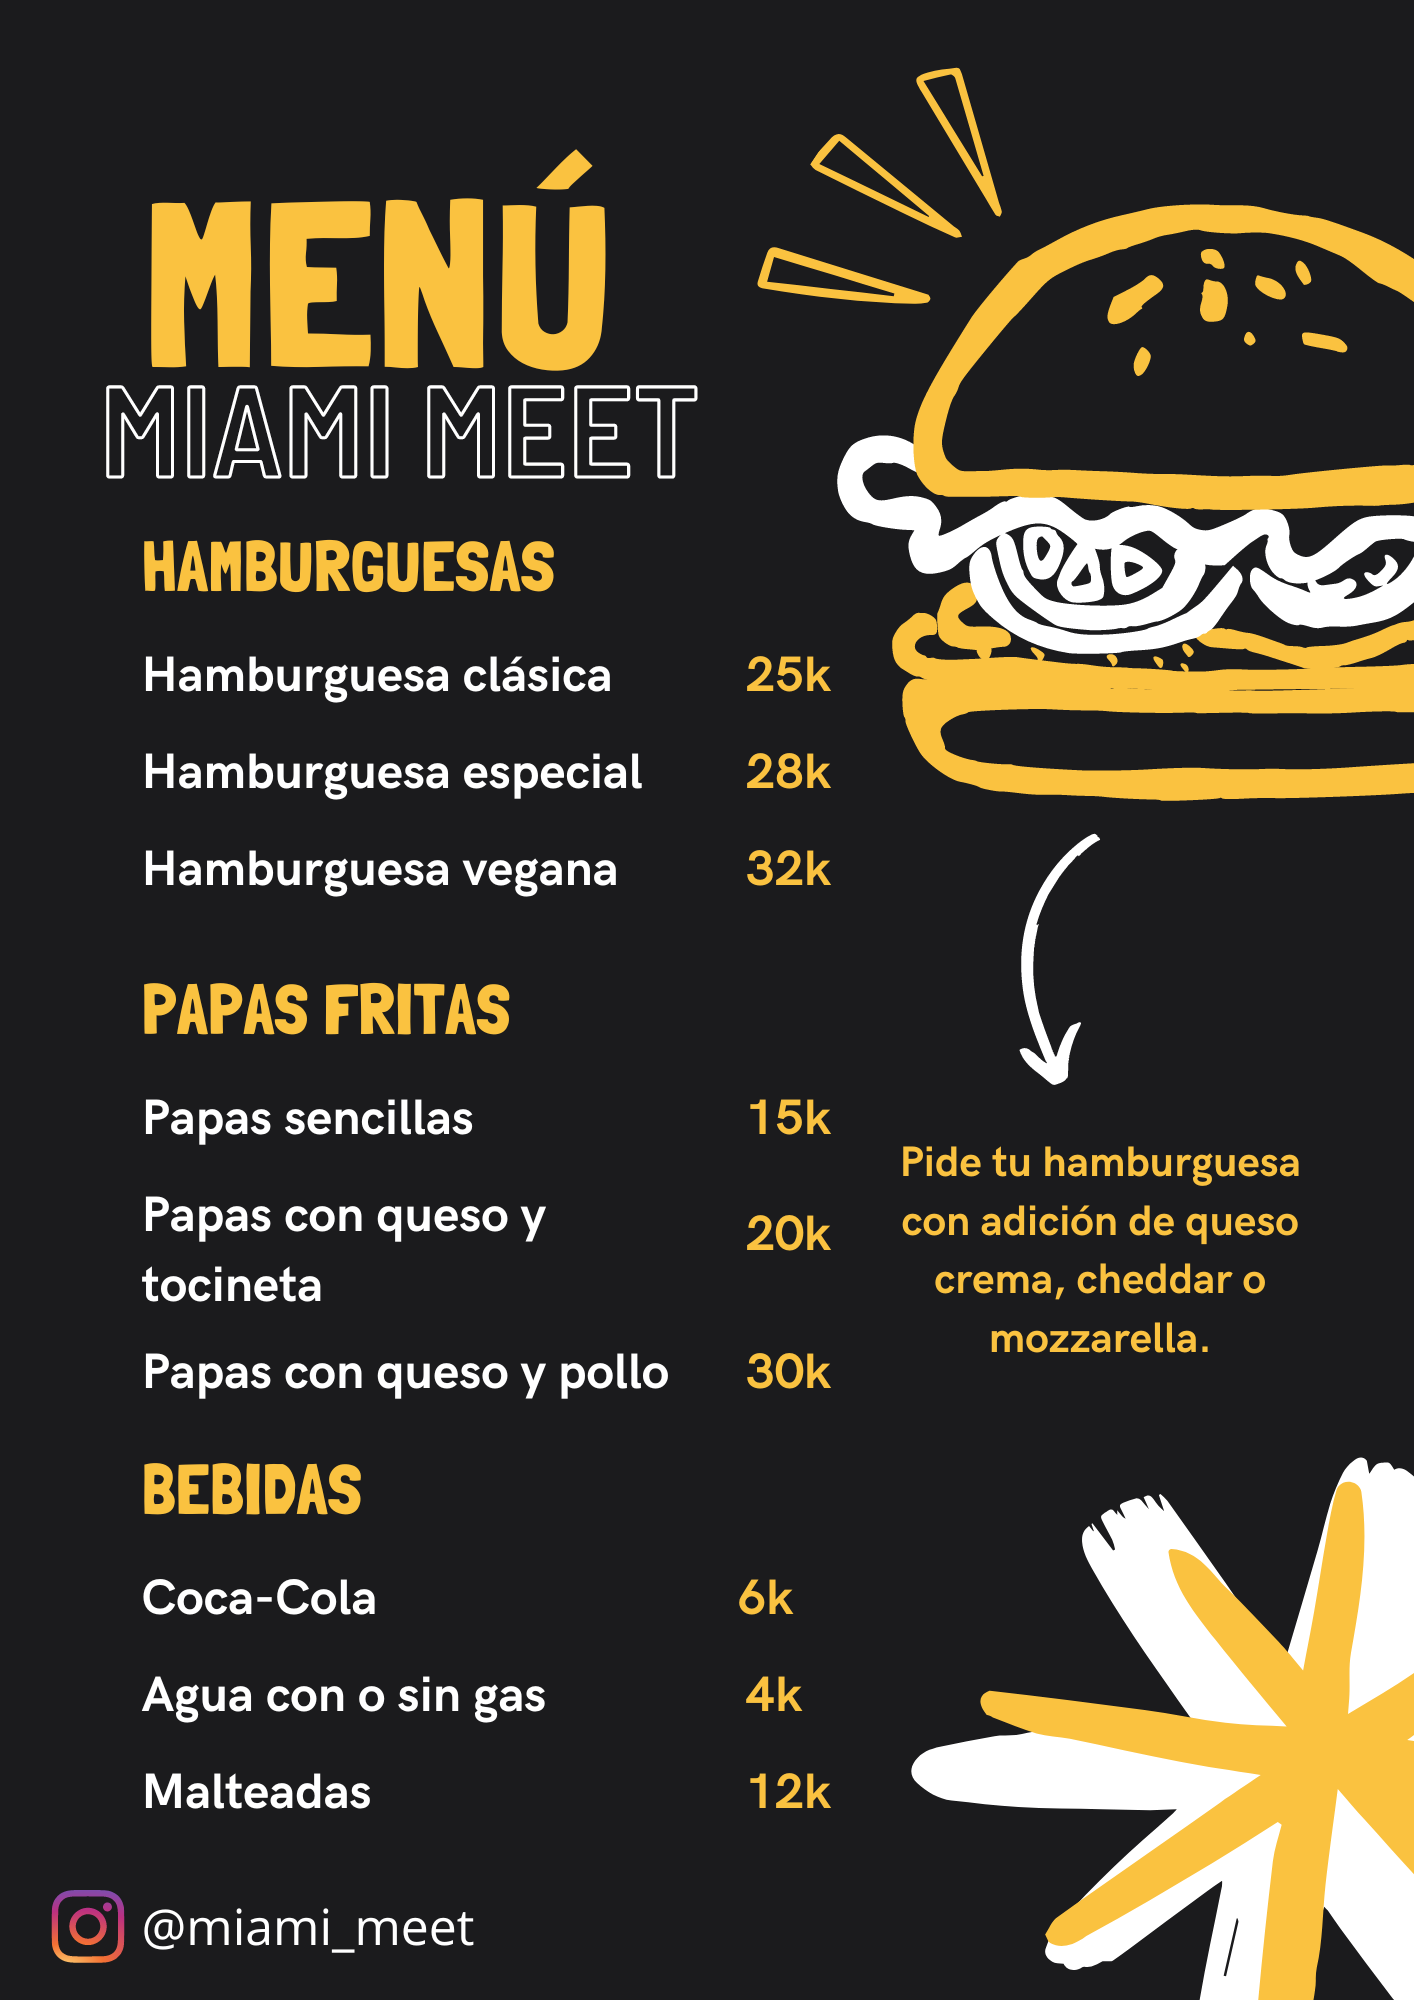 MENÚ
MIAMI MEET
HAMBURGUESAS
Hamburguesa clásica 25k
Hamburguesa especial 28k
Hamburguesa vegana 32k
PAPAS FRITAS
Papas sencillas 15k
Papas con queso y
tocineta 20k
Papas con queso y pollo 30k
Pide tu hamburguesa
con adición de queso
crema, cheddar o
mozzarella.
BEBIDAS
Coca-Cola 6k
Agua con o sin gas 4k
Malteadas 12k
@miami_meet